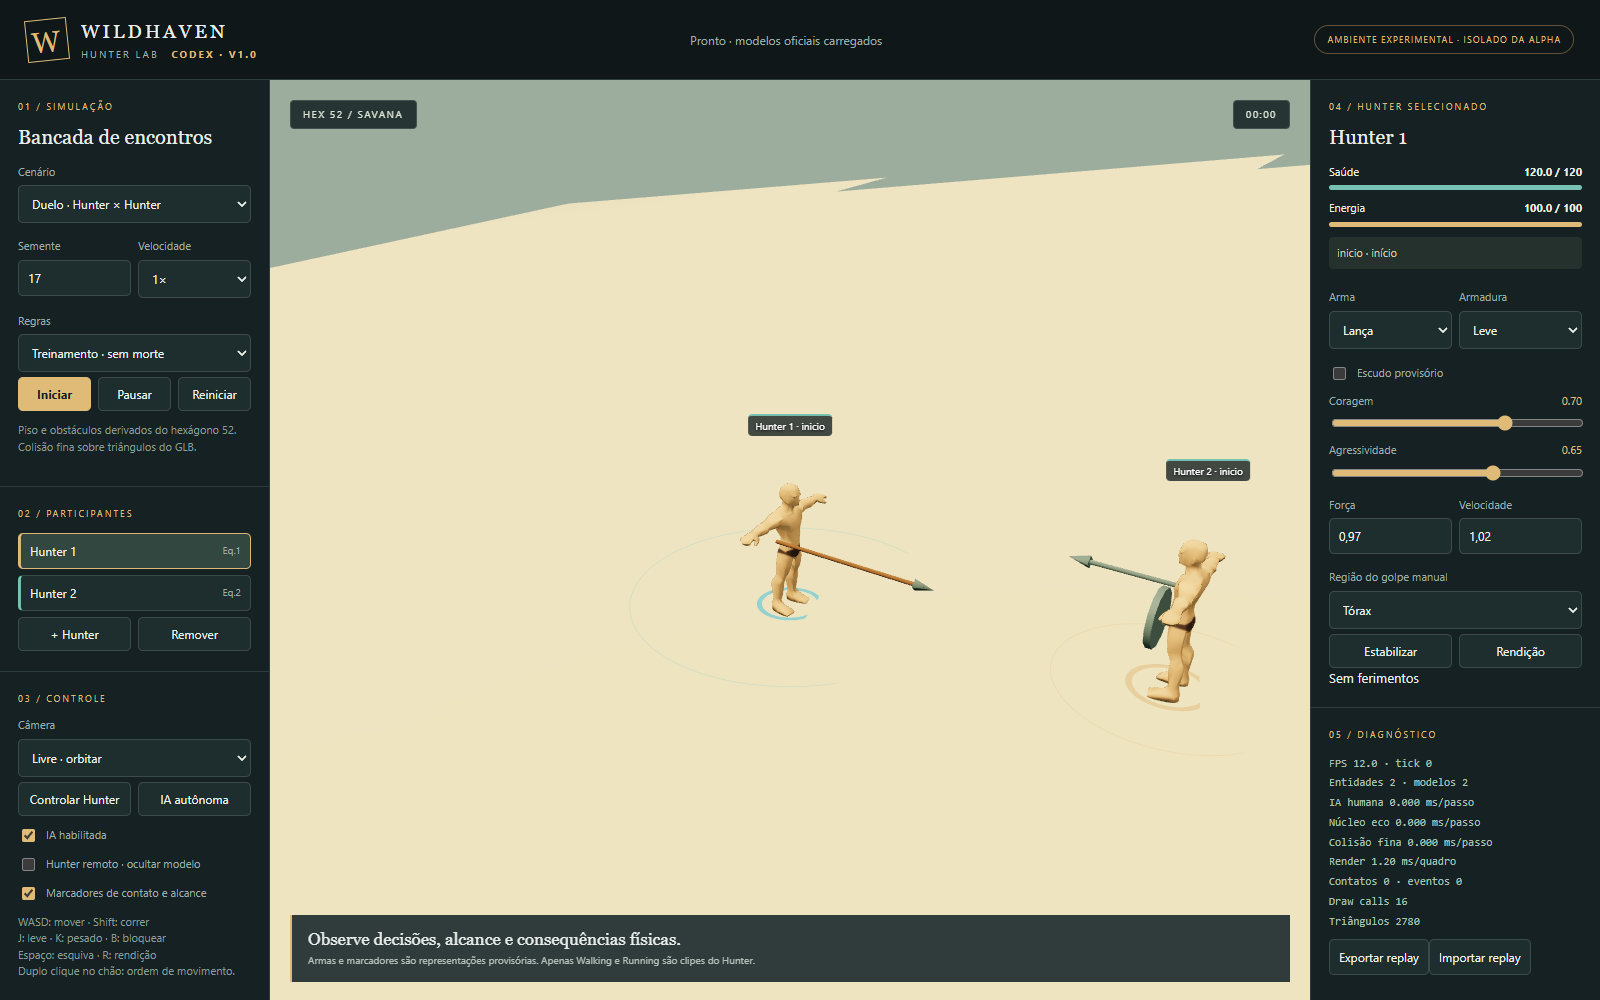 W
WILDHAVEN
HUNTER LAB CODEX · V1.0
Pronto · modelos oficiais carregados
AMBIENTE EXPERIMENTAL · ISOLADO DA ALPHA
01 / SIMULAÇÃO
Bancada de encontros
Cenário
Duelo · Hunter × Hunter
Semente Velocidade
17 1×
Regras
Treinamento · sem morte
Iniciar Pausar Reiniciar
Piso e obstáculos derivados do hexágono 52.
Colisão fina sobre triângulos do GLB.
02 / PARTICIPANTES
Hunter 1 Eq.1
Hunter 2 Eq.2
+ Hunter Remover
03 / CONTROLE
Câmera
Livre · orbitar
Controlar Hunter IA autônoma
IA habilitada
Hunter remoto · ocultar modelo
Marcadores de contato e alcance
WASD: mover · Shift: correr
J: leve · K: pesado · B: bloquear
Espaço: esquiva · R: rendição
Duplo clique no chão: ordem de movimento.
HEX 52 / SAVANA
00:00
Hunter 1 · inicio
Hunter 2 · inicio
Observe decisões, alcance e consequências físicas.
Armas e marcadores são representações provisórias. Apenas Walking e Running são clipes do Hunter.
04 / HUNTER SELECIONADO
Hunter 1
Saúde 120.0 / 120
Energia 100.0 / 100
inicio · início
Arma Armadura
Lança Leve
Escudo provisório
Coragem 0.70
Agressividade 0.65
Força Velocidade
0,97 1,02
Região do golpe manual
Tórax
Estabilizar Rendição
Sem ferimentos
05 / DIAGNÓSTICO
FPS 12.0 · tick 0
Entidades 2 · modelos 2
IA humana 0.000 ms/passo
Núcleo eco 0.000 ms/passo
Colisão fina 0.000 ms/passo
Render 1.20 ms/quadro
Contatos 0 · eventos 0
Draw calls 16
Triângulos 2780
Exportar replay Importar replay